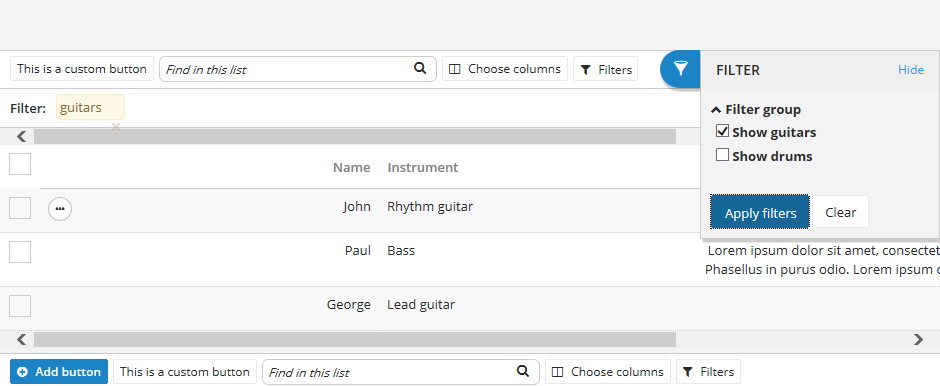 This is a custom button Find in this list Choose columns Filters
FILTER Hide
Filter: guitars
Filter group
Show guitars
Show drums
Apply filters Clear
Name Instrument
John Rhythm guitar
Paul Bass Lorem ipsum dolor sit amet, consectet
Phasellus in purus odio. Lorem ipsum
George Lead guitar
Add button This is a custom button Find in this list Choose columns Filters